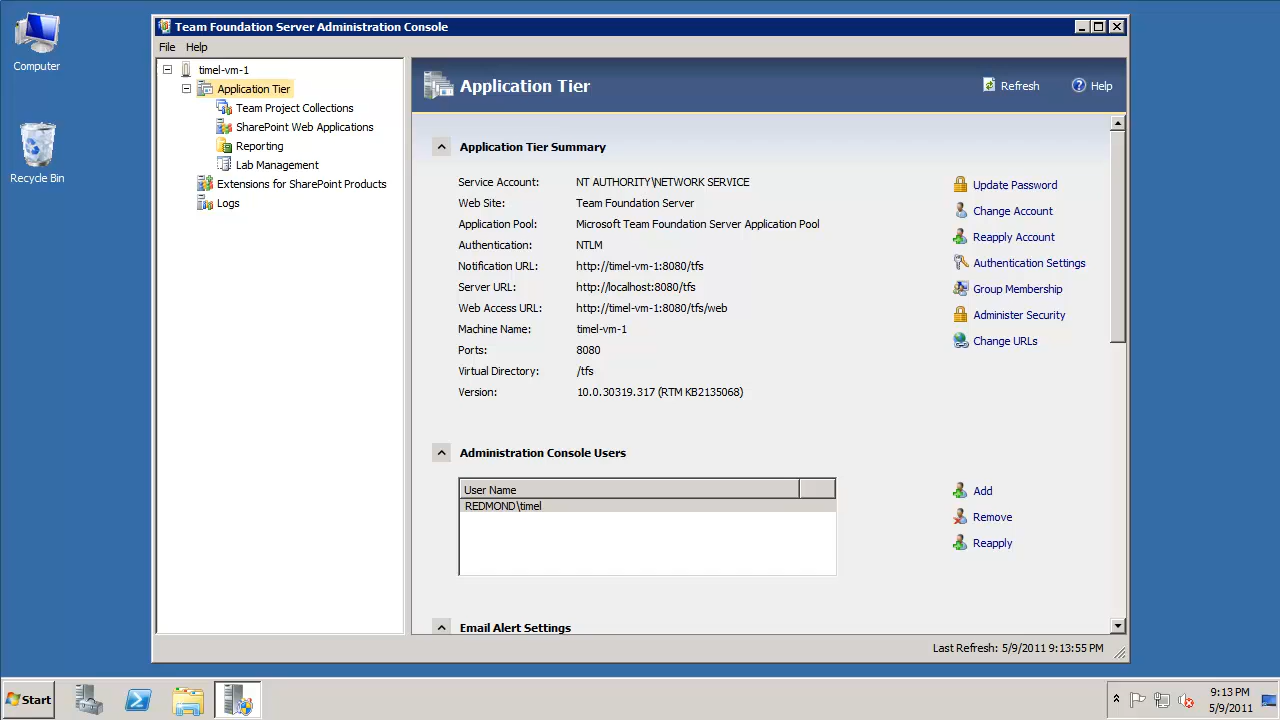 Computer
Recycle Bin
Team Foundation Server Administration Console
File Help
timel-vm-1
Application Tier
Team Project Collections
SharePoint Web Applications
Reporting
Lab Management
Extensions for SharePoint Products
Logs
Application Tier
Refresh
Help
Application Tier Summary
Service Account: NT AUTHORITY\NETWORK SERVICE
Web Site: Team Foundation Server
Application Pool: Microsoft Team Foundation Server Application Pool
Authentication: NTLM
Notification URL: http://timel-vm-1:8080/tfs
Server URL: http://localhost:8080/tfs
Web Access URL: http://timel-vm-1:8080/tfs/web
Machine Name: timel-vm-1
Ports: 8080
Virtual Directory: /tfs
Version: 10.0.30319.317 (RTM KB2135068)
Update Password
Change Account
Reapply Account
Authentication Settings
Group Membership
Administer Security
Change URLs
Administration Console Users
User Name
REDMOND\timel
Add
Remove
Reapply
Email Alert Settings
Last Refresh: 5/9/2011 9:13:55 PM
Start
9:13 PM
5/9/2011